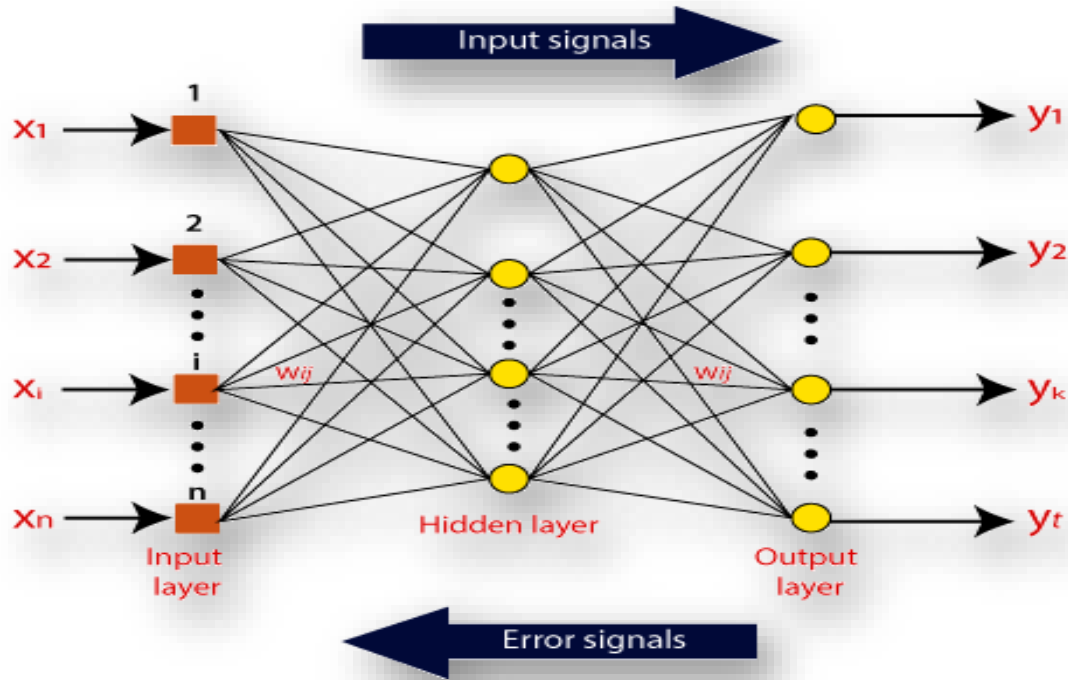 Input signals
1
x1
y1
2
x2
y2
i
wij
wij
xi
yk
n
xn
yt
Hidden layer
Input
layer
Output
layer
Error signals